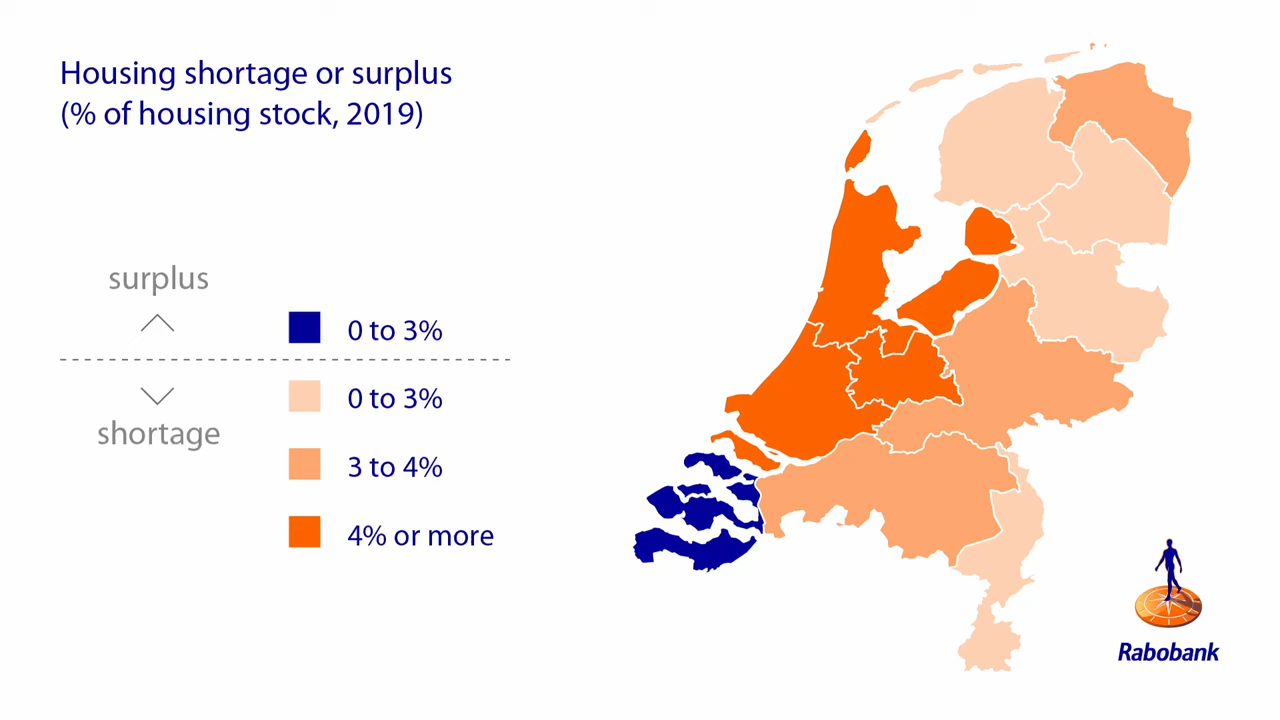 Housing shortage or surplus
(% of housing stock, 2019)
surplus
0 to 3%
0 to 3%
shortage
3 to 4%
4% or more
Rabobank